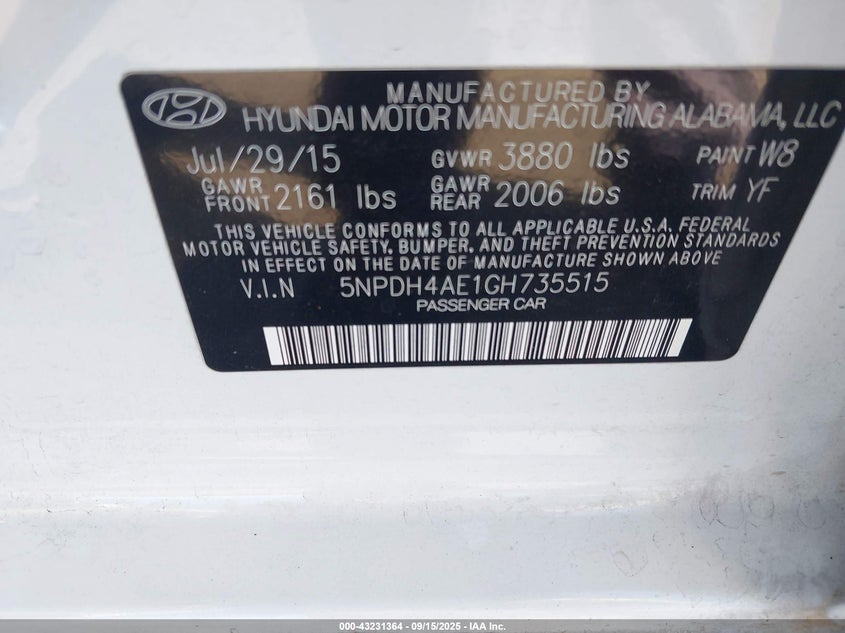 MANUFACTURED BY
HYUNDAI MOTOR MANUFACTURING ALABAMA, LLC
Jul/29/15 GVWR 3880 lbs PAINT W8
GAWR FRONT 2161 lbs GAWR REAR 2006 lbs TRIM YF
THIS VEHICLE CONFORMS TO ALL APPLICABLE U.S.A. FEDERAL
MOTOR VEHICLE SAFETY, BUMPER, AND THEFT PREVENTION STANDARDS
IN EFFECT ON THE DATE OF MANUFACTURE SHOWN ABOVE
V.I.N 5NPDH4AE1GH735515
PASSENGER CAR
000-43231364 - 09/15/2025 - IAA Inc.